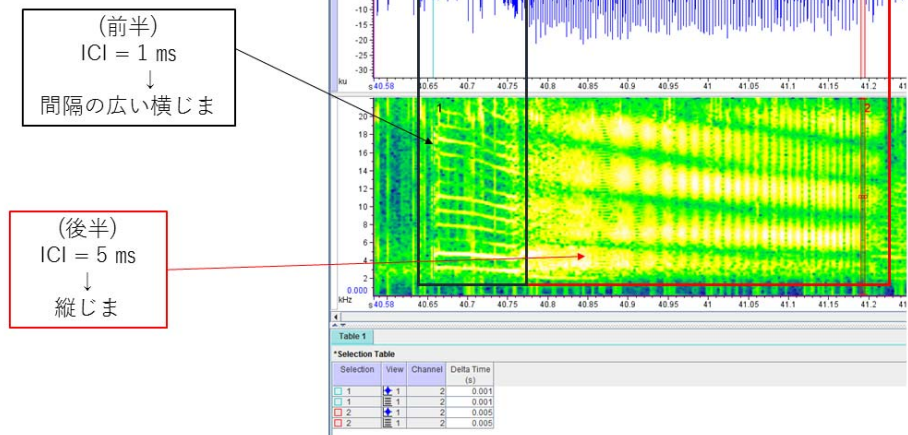 (前半)
ICI = 1 ㎳
↓
間隔の広い横じま
(後半)
ICI = 5 ㎳
↓
縦じま
-10
-15
-20
-25
-30
ku
s 40.58 40.65 40.7 40.75 40.8 40.85 40.9 40.95 41 41.05 41.1 41.15 41.2
1
2
20
18
16
14
12
10
8
6
4
2
0.000
kHz
s 40.58 40.65 40.7 40.75 40.8 40.85 40.9 40.95 41 41.05 41.1 41.15 41.2
Table 1
*Selection Table
Selection View Channel Delta Time (s)
1 1 2 0.001
1 1 2 0.001
2 1 2 0.005
2 1 2 0.005